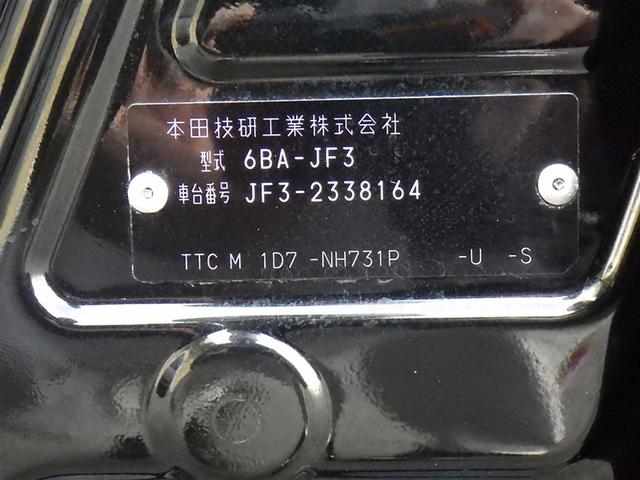 本田技研工業株式会社
型式 6BA-JF3
車台番号 JF3-2338164
TTC M 1D7 -NH731P -U -S